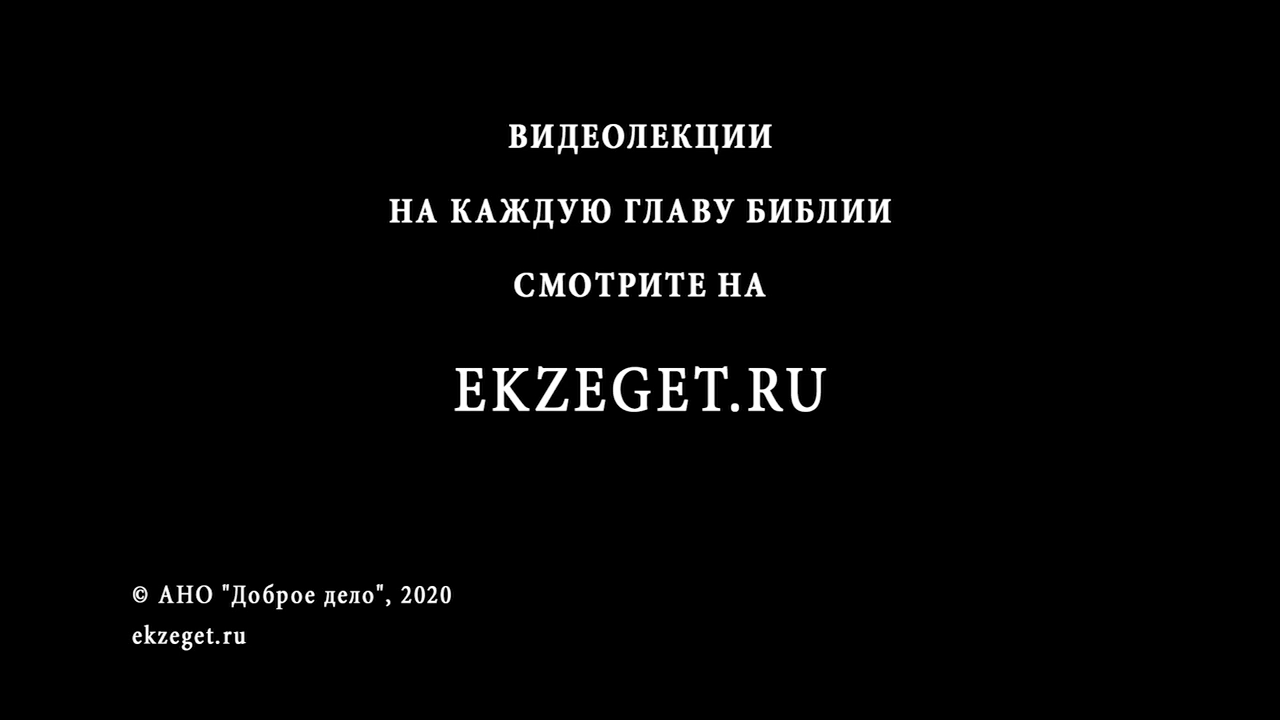 ВИДЕОЛЕКЦИИ
НА КАЖДУЮ ГЛАВУ БИБЛИИ
СМОТРИТЕ НА
EKZEGET.RU
© АНО "Доброе дело", 2020
ekzeget.ru